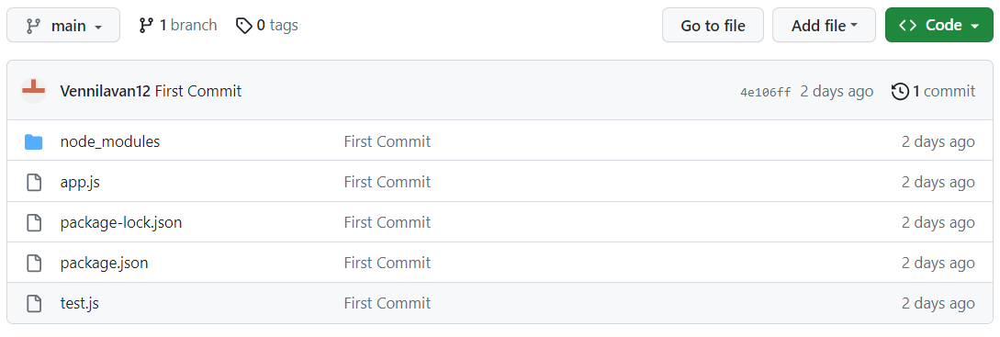 main 1 branch 0 tags Go to file Add file Code
Vennilavan12 First Commit 4e106ff 2 days ago 1 commit
node_modules First Commit 2 days ago
app.js First Commit 2 days ago
package-lock.json First Commit 2 days ago
package.json First Commit 2 days ago
test.js First Commit 2 days ago